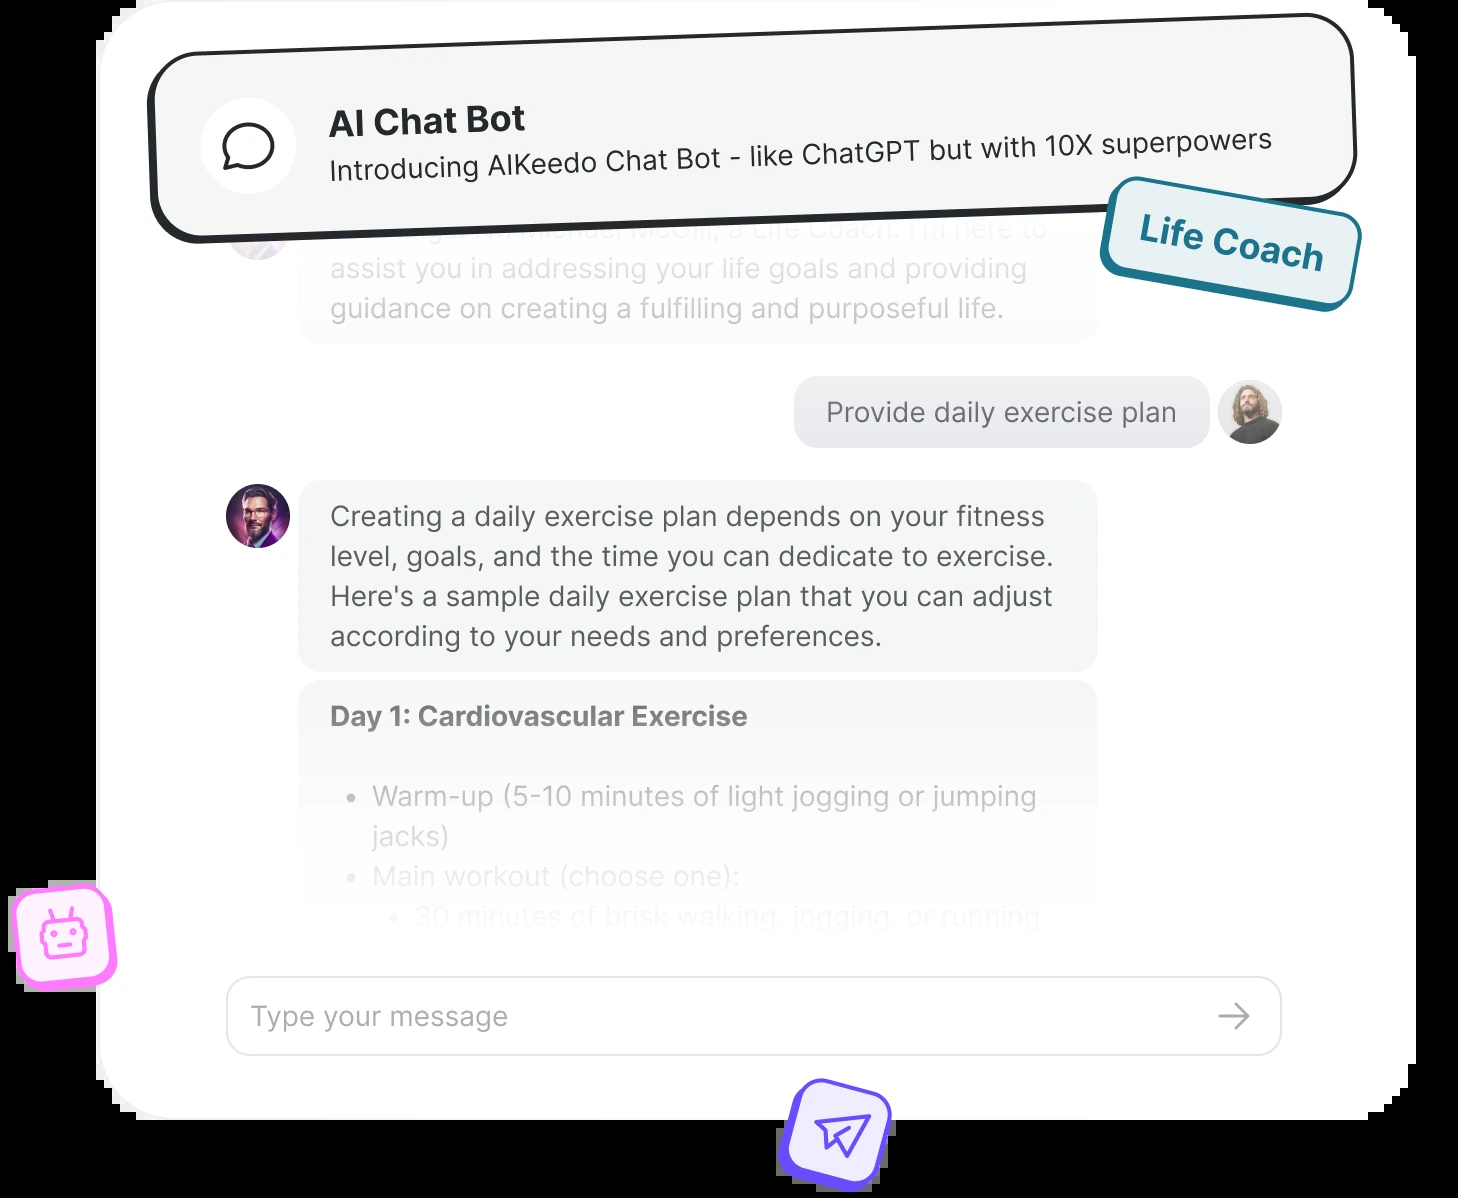 AI Chat Bot
Introducing AIKeedo Chat Bot - like ChatGPT but with 10X superpowers
Life Coach
Michael McGill, a Life Coach. I'm here to
assist you in addressing your life goals and providing
guidance on creating a fulfilling and purposeful life.
Provide daily exercise plan
Creating a daily exercise plan depends on your fitness
level, goals, and the time you can dedicate to exercise.
Here's a sample daily exercise plan that you can adjust
according to your needs and preferences.
Day 1: Cardiovascular Exercise
• Warm-up (5-10 minutes of light jogging or jumping
jacks)
• Main workout (choose one):
• 30 minutes of brisk walking, jogging, or running
Type your message